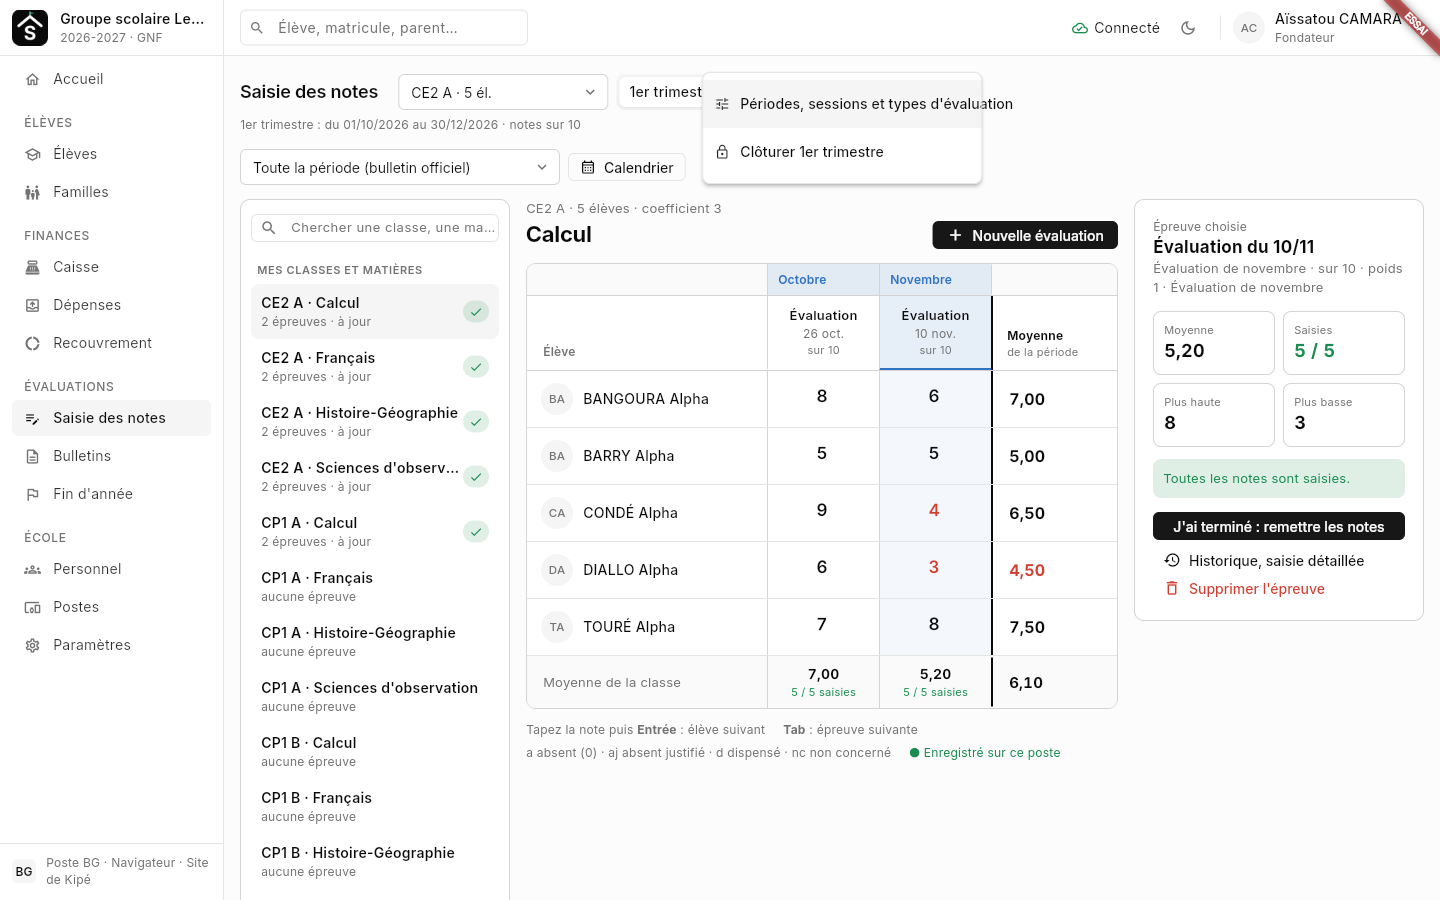 Groupe scolaire Le...
2026-2027 · GNF
Élève, matricule, parent...
Connecté
AC
Aïssatou CAMARA
Fondateur
ESSAI
Accueil
ÉLÈVES
Élèves
Familles
FINANCES
Caisse
Dépenses
Recouvrement
ÉVALUATIONS
Saisie des notes
Bulletins
Fin d'année
ÉCOLE
Personnel
Postes
Paramètres
BG
Poste BG · Navigateur · Site
de Kipé
Saisie des notes
CE2 A · 5 él.
1er trimest
Périodes, sessions et types d'évaluation
Clôturer 1er trimestre
1er trimestre : du 01/10/2026 au 30/12/2026 · notes sur 10
Toute la période (bulletin officiel)
Calendrier
Chercher une classe, une ma...
MES CLASSES ET MATIÈRES
CE2 A · Calcul
2 épreuves · à jour
CE2 A · Français
2 épreuves · à jour
CE2 A · Histoire-Géographie
2 épreuves · à jour
CE2 A · Sciences d'observ...
2 épreuves · à jour
CP1 A · Calcul
2 épreuves · à jour
CP1 A · Français
aucune épreuve
CP1 A · Histoire-Géographie
aucune épreuve
CP1 A · Sciences d'observation
aucune épreuve
CP1 B · Calcul
aucune épreuve
CP1 B · Français
aucune épreuve
CP1 B · Histoire-Géographie
aucune épreuve
CE2 A · 5 élèves · coefficient 3
Calcul
Nouvelle évaluation
Octobre Novembre
Élève
Évaluation
26 oct.
sur 10
Évaluation
10 nov.
sur 10
Moyenne
de la période
BA BANGOURA Alpha 8 6 7,00
BA BARRY Alpha 5 5 5,00
CA CONDÉ Alpha 9 4 6,50
DA DIALLO Alpha 6 3 4,50
TA TOURÉ Alpha 7 8 7,50
Moyenne de la classe 7,00 5,20 6,10
5 / 5 saisies 5 / 5 saisies
Tapez la note puis Entrée : élève suivant Tab : épreuve suivante
a absent (0) · aj absent justifié · d dispensé · nc non concerné Enregistré sur ce poste
Épreuve choisie
Évaluation du 10/11
Évaluation de novembre · sur 10 · poids
1 · Évaluation de novembre
Moyenne
5,20
Saisies
5 / 5
Plus haute
8
Plus basse
3
Toutes les notes sont saisies.
J'ai terminé : remettre les notes
Historique, saisie détaillée
Supprimer l'épreuve